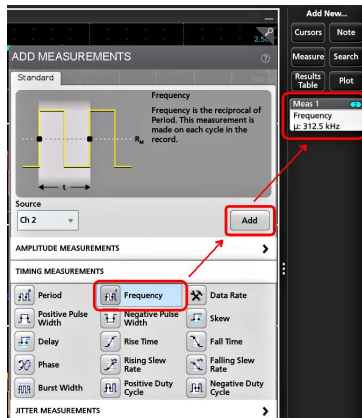 Add New...
2.50
Cursors Note
ADD MEASUREMENTS ?
Measure Search
Standard
Results
Table
Plot
Frequency
Frequency is the reciprocal of
Period. This measurement is
made on each cycle in the
record.
RM
t
Meas 1 2
Frequency
µ: 312.5 kHz
Source
Ch 2
Add
AMPLITUDE MEASUREMENTS
TIMING MEASUREMENTS
Period Frequency Data Rate
Positive Pulse
Width
Negative Pulse
Width
Skew
Delay Rise Time Fall Time
Phase
Rising Slew
Rate
Falling Slew
Rate
Burst Width
Positive Duty
Cycle
Negative Duty
Cycle
JITTER MEASUREMENTS